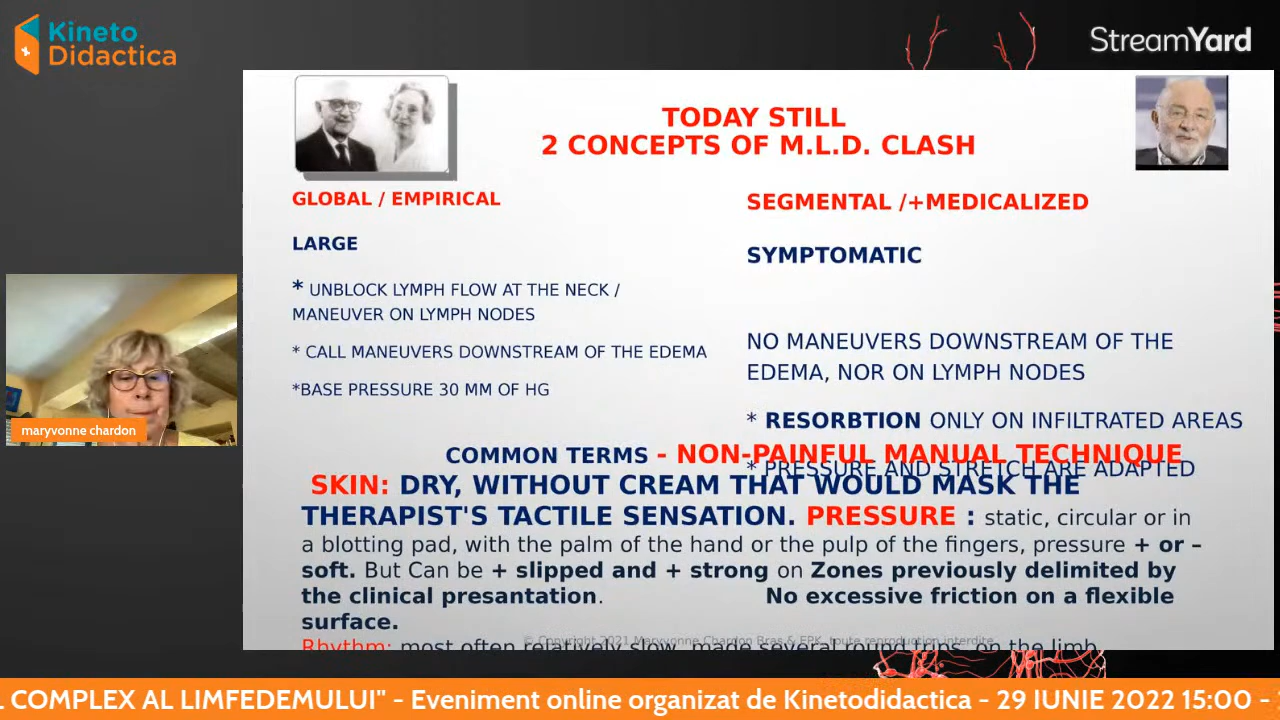 Kineto
Didactica
StreamYard
TODAY STILL
2 CONCEPTS OF M.L.D. CLASH
GLOBAL / EMPIRICAL
LARGE
* UNBLOCK LYMPH FLOW AT THE NECK /
MANEUVER ON LYMPH NODES
* CALL MANEUVERS DOWNSTREAM OF THE EDEMA
*BASE PRESSURE 30 MM OF HG
SEGMENTAL /+MEDICALIZED
SYMPTOMATIC
NO MANEUVERS DOWNSTREAM OF THE
EDEMA, NOR ON LYMPH NODES
* RESORBTION ONLY ON INFILTRATED AREAS
* PRESSURE AND STRETCH ARE ADAPTED
COMMON TERMS - NON-PAINFUL MANUAL TECHNIQUE
SKIN: DRY, WITHOUT CREAM THAT WOULD MASK THE
THERAPIST'S TACTILE SENSATION. PRESSURE : static, circular or in
a blotting pad, with the palm of the hand or the pulp of the fingers, pressure + or –
soft. But Can be + slipped and + strong on Zones previously delimited by
the clinical presantation. No excessive friction on a flexible
surface.
© Copyright 2021 Maryvonne Chardon Bras & EPK, toute reproduction interdite
Rhythm: most often relatively slow, made several round trips, on the limb
maryvonne chardon
COMPLEX AL LIMFEDEMULUI" - Eveniment online organizat de Kinetodidactica - 29 IUNIE 2022 15:00 -